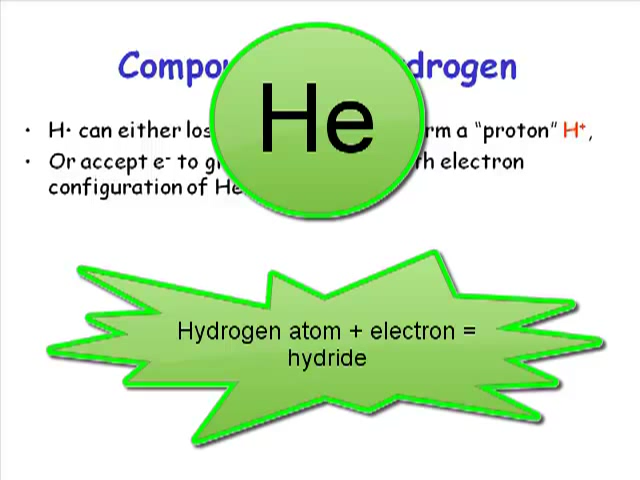 Compo drogen
He
• H• can either los rm a “proton” H⁺,
• Or accept e⁻ to g th electron
configuration of He
Hydrogen atom + electron =
hydride